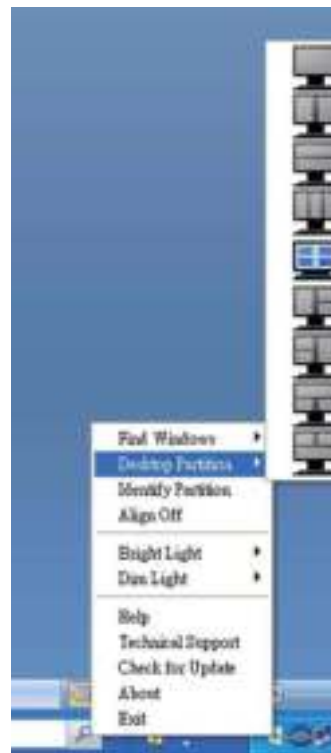 Find Windows
Desktop Partition
Identify Partition
Align Off
Bright Light
Dim Light
Help
Technical Support
Check for Update
About
Exit